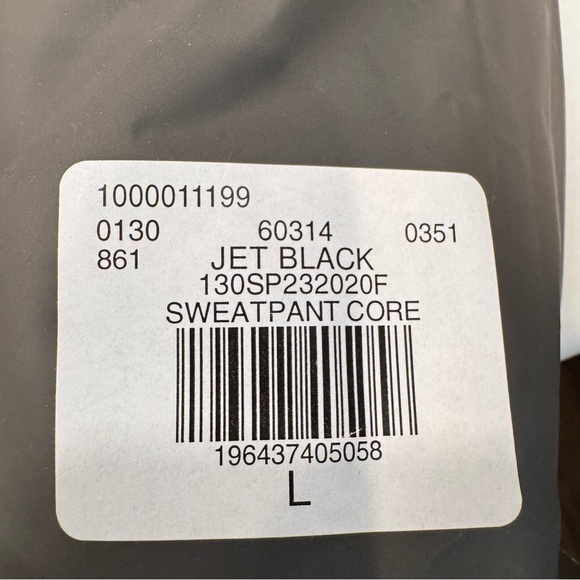 1000011199
0130 60314 0351
861 JET BLACK
130SP232020F
SWEATPANT CORE
196437405058
L